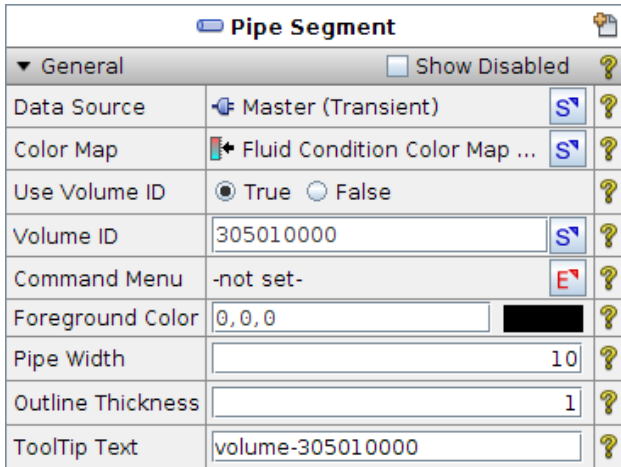 Pipe Segment
General Show Disabled
Data Source Master (Transient) S
Color Map Fluid Condition Color Map ... S
Use Volume ID True False
Volume ID 305010000 S
Command Menu -not set- E
Foreground Color 0,0,0
Pipe Width 10
Outline Thickness 1
ToolTip Text volume-305010000